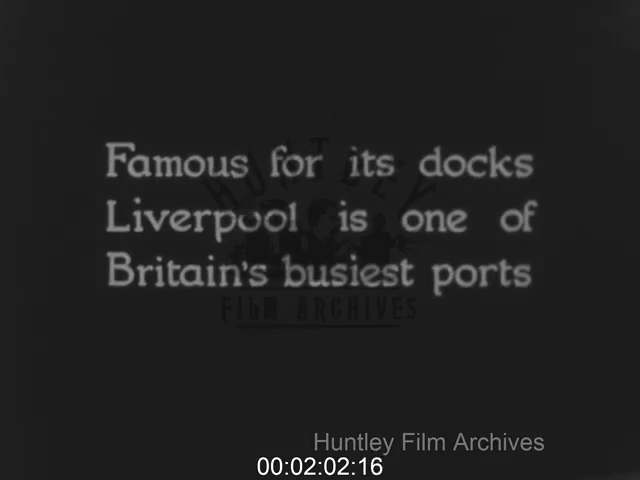 Famous for its docks
Liverpool is one of
Britain's busiest ports
HUNTLEY
FILM ARCHIVES
Huntley Film Archives
00:02:02:16